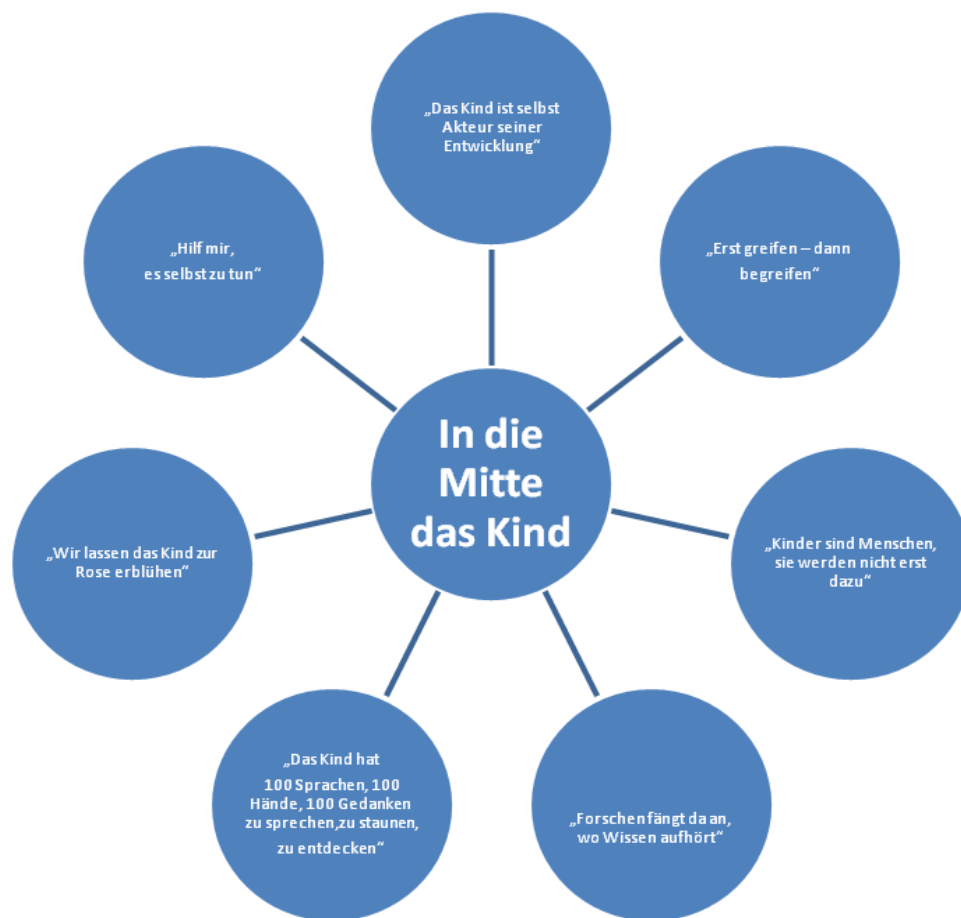 „Das Kind ist selbst
Akteur seiner
Entwicklung“
„Hilf mir,
es selbst zu tun“
„Erst greifen – dann
begreifen“
In die
Mitte
das Kind
„Wir lassen das Kind zur
Rose erblühen“
„Kinder sind Menschen,
sie werden nicht erst
dazu“
„Das Kind hat
100 Sprachen, 100
Hände, 100 Gedanken
zu sprechen,zu staunen,
zu entdecken“
„Forschen fängt da an,
wo Wissen aufhört“